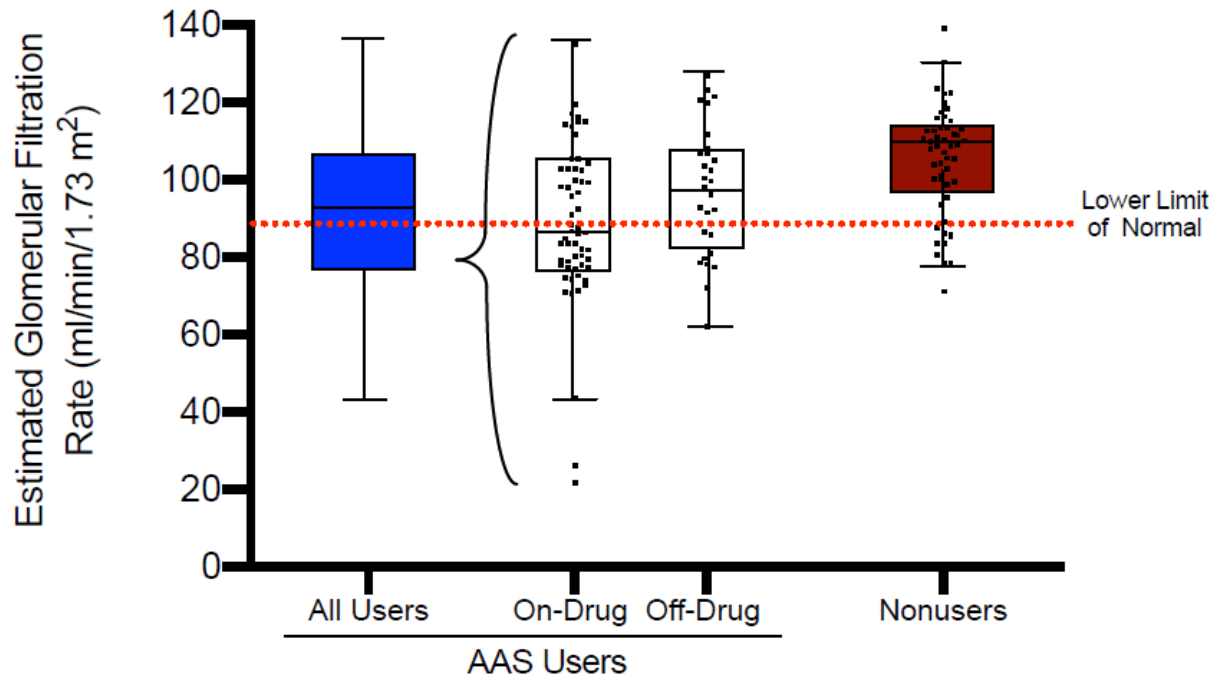 Estimated Glomerular Filtration
Rate (ml/min/1.73 m²)
140
120
100
80
60
40
20
0
Lower Limit
of Normal
All Users
On-Drug
Off-Drug
Nonusers
AAS Users